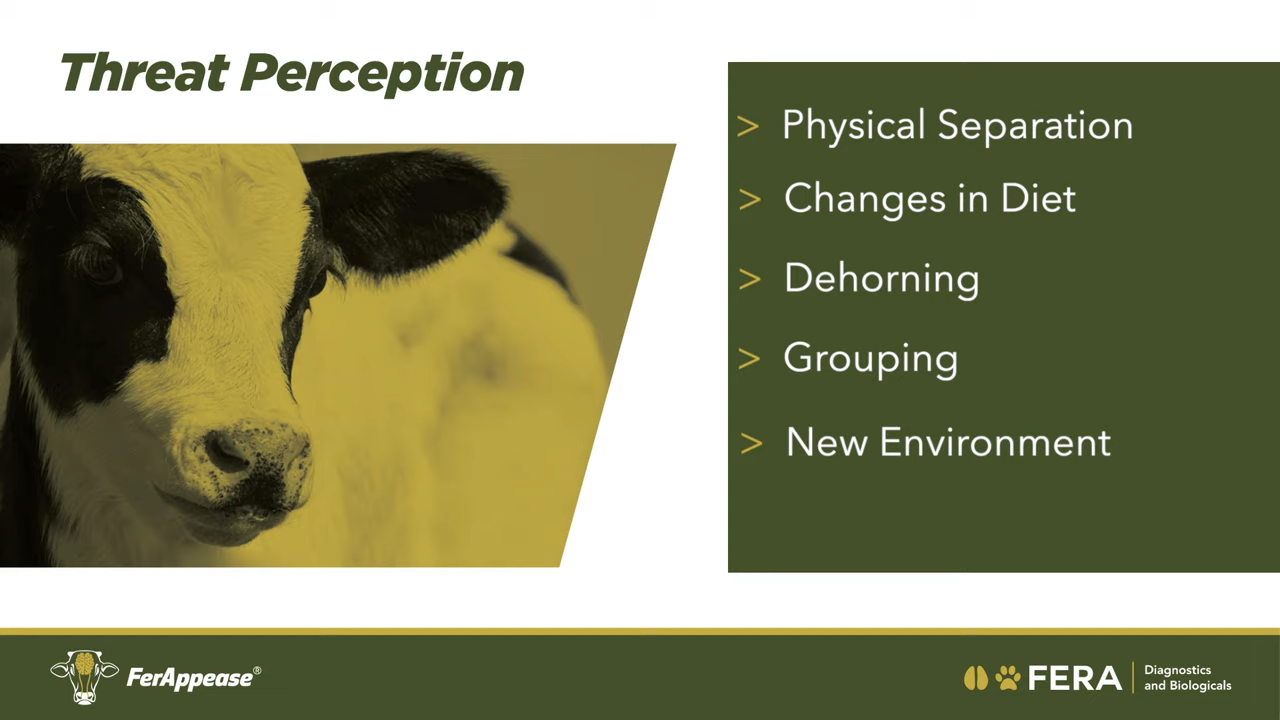 Threat Perception
> Physical Separation
> Changes in Diet
> Dehorning
> Grouping
> New Environment
FerAppease®
FERA
Diagnostics
and Biologicals